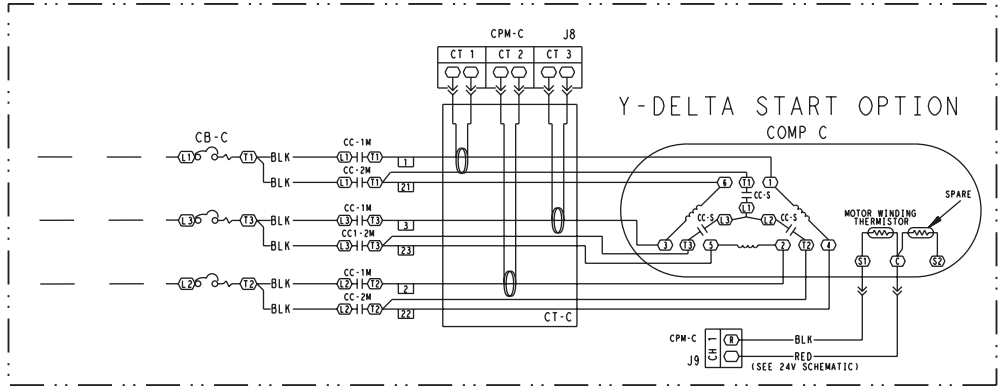 CPM-C J8
CT 1 CT 2 CT 3
Y-DELTA START OPTION
COMP C
CB-C
L1 T1 BLK CC-1M L1 T1 1
BLK CC-2M L1 T1 21
L3 T3 BLK CC-1M L3 T3 3
BLK CC1-2M L3 T3 23
L2 T2 BLK CC-1M L2 T2 2
BLK CC-2M L2 T2 22
CT-C
6 T1 1
CC-S
L1
CC-S L3 L2 CC-S
3 T3 5 2 T2 4
SPARE
MOTOR WINDING
THERMISTOR
S1 C S2
CPM-C
J9
CH 1
R BLK
RED
(SEE 24V SCHEMATIC)